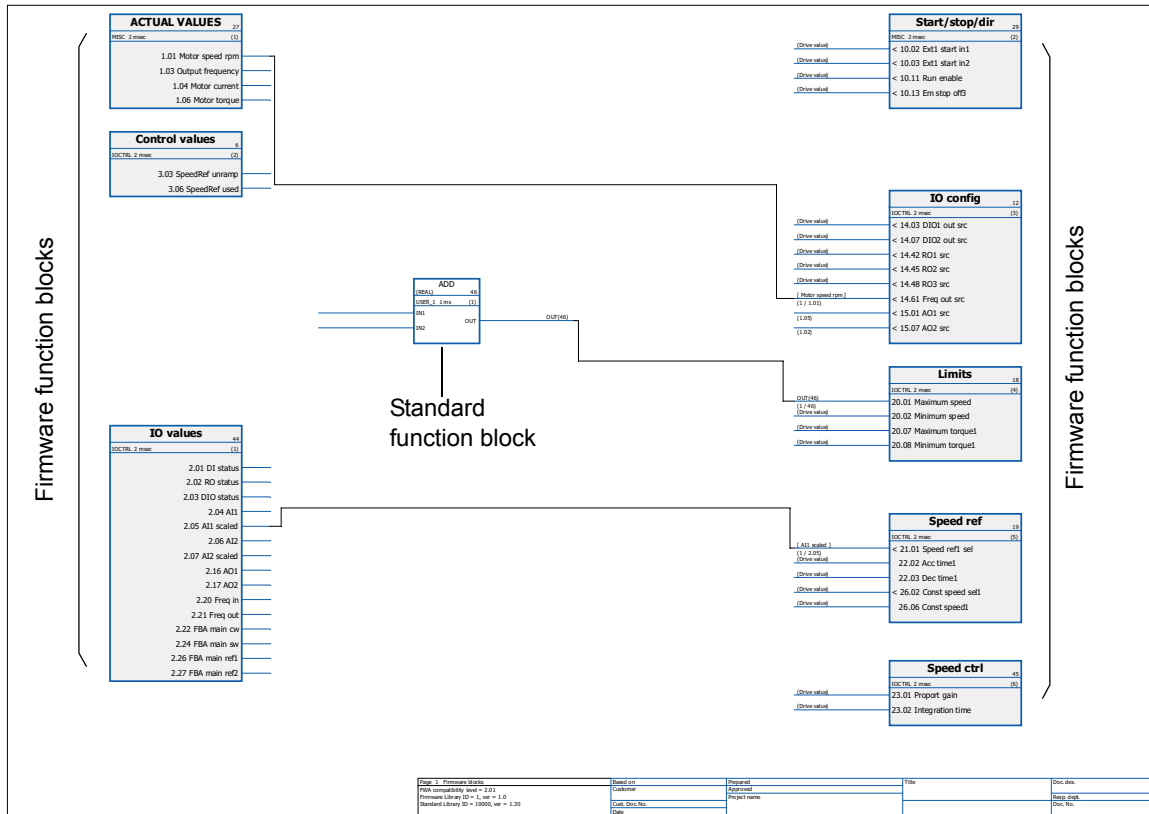 Firmware function blocks
ACTUAL VALUES
27
MISC 2 msec (1)
1.01 Motor speed rpm
1.03 Output frequency
1.04 Motor current
1.06 Motor torque
Control values
6
IOCTRL 2 msec (2)
3.03 SpeedRef unramp
3.06 SpeedRef used
IO values
44
IOCTRL 2 msec (1)
2.01 DI status
2.02 RO status
2.03 DIO status
2.04 AI1
2.05 AI1 scaled
2.06 AI2
2.07 AI2 scaled
2.16 AO1
2.17 AO2
2.20 Freq in
2.21 Freq out
2.22 FBA main cw
2.24 FBA main sw
2.26 FBA main ref1
2.27 FBA main ref2
ADD
(REAL) 46
USER_1 1 ms (1)
IN1
OUT
IN2
OUT(46)
Standard
function block
Start/stop/dir
29
MISC 2 msec (2)
(Drive value) < 10.02 Ext1 start in1
(Drive value) < 10.03 Ext1 start in2
(Drive value) < 10.11 Run enable
(Drive value) < 10.13 Em stop off3
IO config
12
IOCTRL 2 msec (3)
(Drive value) < 14.03 DIO1 out src
(Drive value) < 14.07 DIO2 out src
(Drive value) < 14.42 RO1 src
(Drive value) < 14.45 RO2 src
(Drive value) < 14.48 RO3 src
[ Motor speed rpm ] < 14.61 Freq out src
(1 / 1.01)
(1.05) < 15.01 AO1 src
(1.02) < 15.07 AO2 src
Limits
18
IOCTRL 2 msec (4)
OUT(46) 20.01 Maximum speed
(1 / 46)
(Drive value) 20.02 Minimum speed
(Drive value) 20.07 Maximum torque1
(Drive value) 20.08 Minimum torque1
Speed ref
19
IOCTRL 2 msec (5)
[ AI1 scaled ] < 21.01 Speed ref1 sel
(1 / 2.05)
(Drive value) 22.02 Acc time1
(Drive value) 22.03 Dec time1
(Drive value) < 26.02 Const speed sel1
(Drive value) 26.06 Const speed1
Speed ctrl
45
IOCTRL 2 msec (6)
(Drive value) 23.01 Proport gain
(Drive value) 23.02 Integration time
Firmware function blocks
Page 1 Firmware blocks
FWA compatibility level = 2.01
Firmware Library ID = 1, ver = 1.0
Standard Library ID = 10000, ver = 1.30
Based on
Customer
Cust. Doc. No.
Date
Prepared
Approved
Project name
Title
Doc. des.
Resp. dept.
Doc. No.